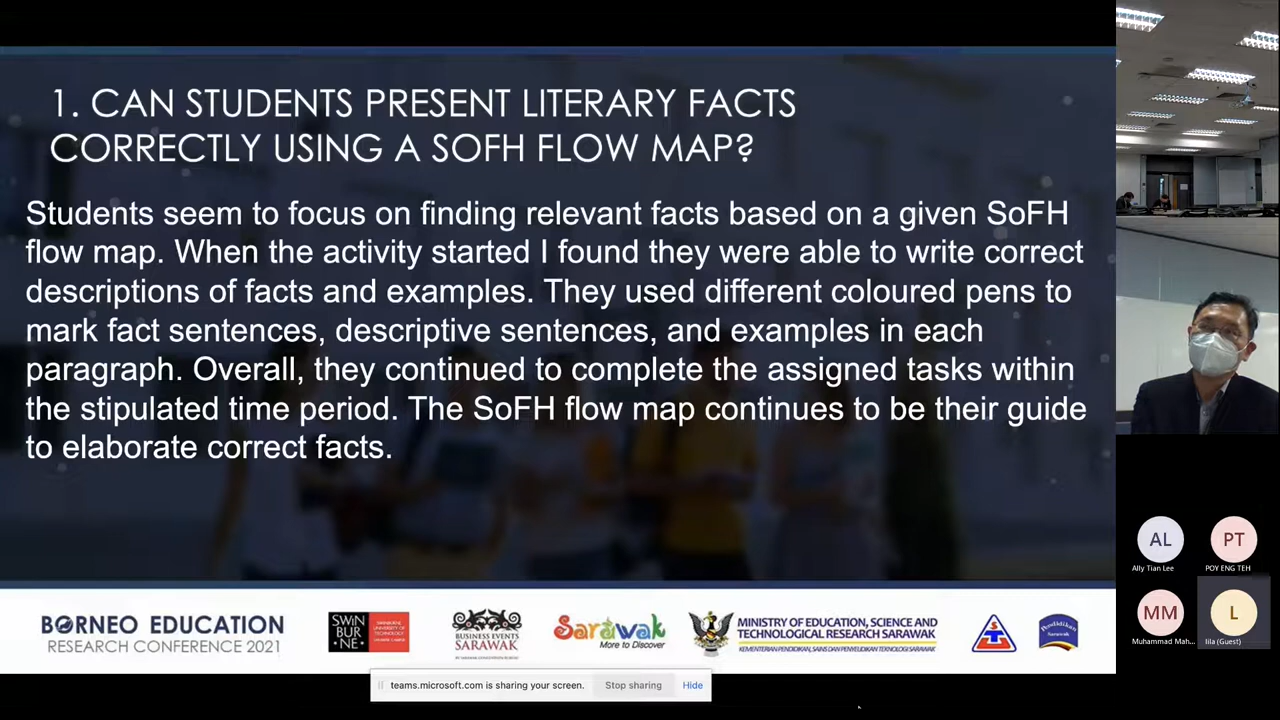 1. CAN STUDENTS PRESENT LITERARY FACTS
CORRECTLY USING A SOFH FLOW MAP?
Students seem to focus on finding relevant facts based on a given SoFH
flow map. When the activity started I found they were able to write correct
descriptions of facts and examples. They used different coloured pens to
mark fact sentences, descriptive sentences, and examples in each
paragraph. Overall, they continued to complete the assigned tasks within
the stipulated time period. The SoFH flow map continues to be their guide
to elaborate correct facts.
BORNEO EDUCATION
RESEARCH CONFERENCE 2021
SWIN
BUR
NE
SWINBURNE
UNIVERSITY OF
TECHNOLOGY
BUSINESS EVENTS
SARAWAK
Sarawak
More to Discover
MINISTRY OF EDUCATION, SCIENCE AND
TECHNOLOGICAL RESEARCH SARAWAK
KEMENTERIAN PENDIDIKAN, SAINS DAN PENYELIDIKAN TEKNOLOGI SARAWAK
Pendidikan
Sarawak
teams.microsoft.com is sharing your screen.
Stop sharing
Hide
AL
Ally Tian Lee
PT
POY ENG TEH
MM
Muhammad Mah...
L
lila (Guest)